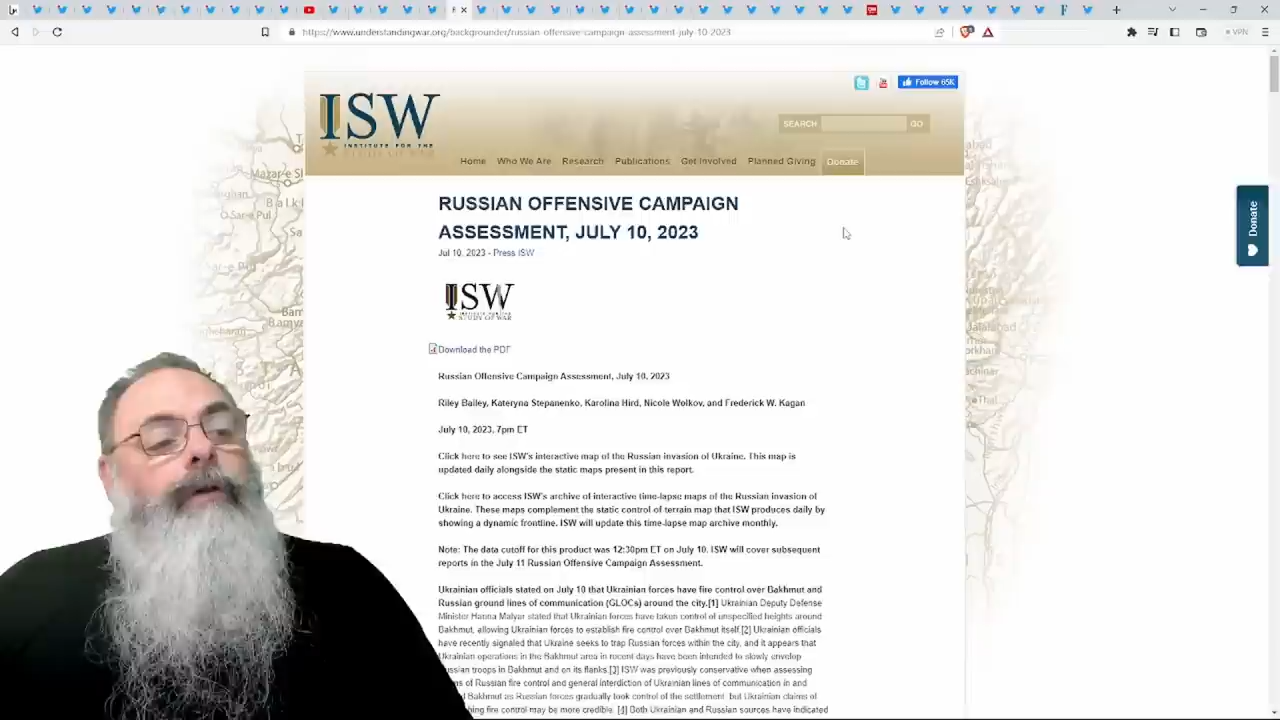 https://www.understandingwar.org/backgrounder/russian-offensive-campaign-assessment-july-10-2023
VPN
Follow 65K
ISW
INSTITUTE FOR THE
SEARCH
GO
Home Who We Are Research Publications Get Involved Planned Giving Donate
RUSSIAN OFFENSIVE CAMPAIGN
ASSESSMENT, JULY 10, 2023
Jul 10, 2023 - Press ISW
Donate
ISW
Download the PDF
Russian Offensive Campaign Assessment, July 10, 2023
Riley Bailey, Kateryna Stepanenko, Karolina Hird, Nicole Wolkov, and Frederick W. Kagan
July 10, 2023, 7pm ET
Click here to see ISW's interactive map of the Russian invasion of Ukraine. This map is
updated daily alongside the static maps present in this report.
Click here to access ISW's archive of interactive time-lapse maps of the Russian invasion of
Ukraine. These maps complement the static control of terrain map that ISW produces daily by
showing a dynamic frontline. ISW will update this time-lapse map archive monthly.
Note: The data cutoff for this product was 12:30pm ET on July 10. ISW will cover subsequent
reports in the July 11 Russian Offensive Campaign Assessment.
Ukrainian officials stated on July 10 that Ukrainian forces have fire control over Bakhmut and
Russian ground lines of communication (GLOCs) around the city.[1] Ukrainian Deputy Defense
Minister Hanna Malyar stated that Ukrainian forces have taken control of unspecified heights around
Bakhmut, allowing Ukrainian forces to establish fire control over Bakhmut itself.[2] Ukrainian officials
have recently signaled that Ukraine seeks to trap Russian forces within the city, and it appears that
Ukrainian operations in the Bakhmut area in recent days have been intended to slowly envelop
ussian troops in Bakhmut and on its flanks.[3] ISW was previously conservative when assessing
ms of Russian fire control and general interdiction of Ukrainian lines of communication in and
d Bakhmut as Russian forces gradually took control of the settlement, but Ukrainian claims of
hing fire control may be more credible. [4] Both Ukrainian and Russian sources have indicated